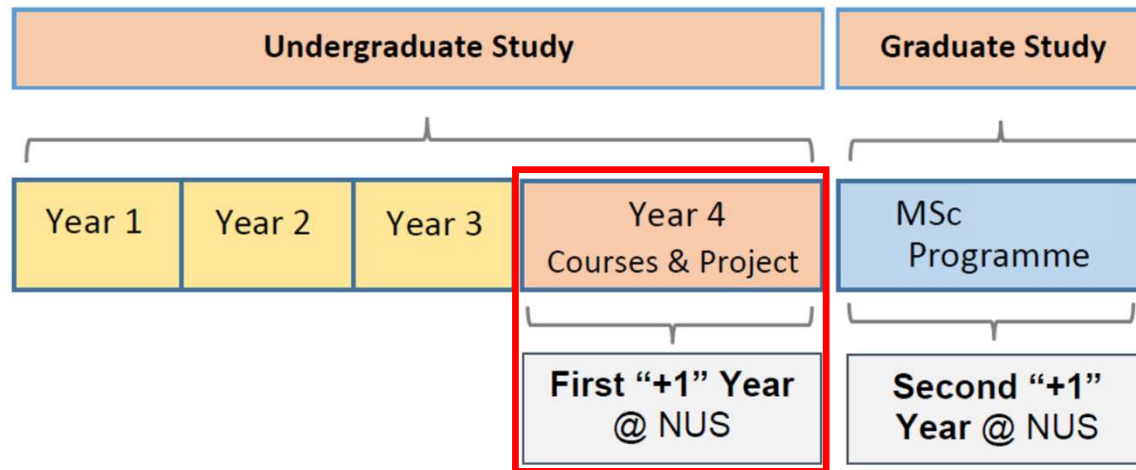 Undergraduate Study
Graduate Study
Year 1
Year 2
Year 3
Year 4
Courses & Project
MSc
Programme
First “+1” Year
@ NUS
Second “+1”
Year @ NUS